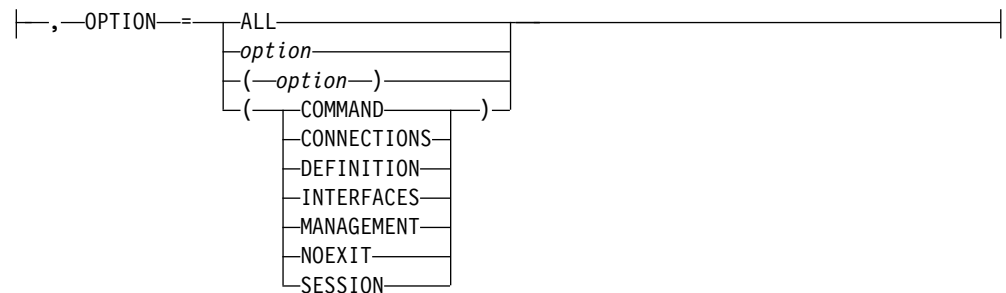 , OPTION = ALL
option
( option )
( COMMAND )
CONNECTIONS
DEFINITION
INTERFACES
MANAGEMENT
NOEXIT
SESSION